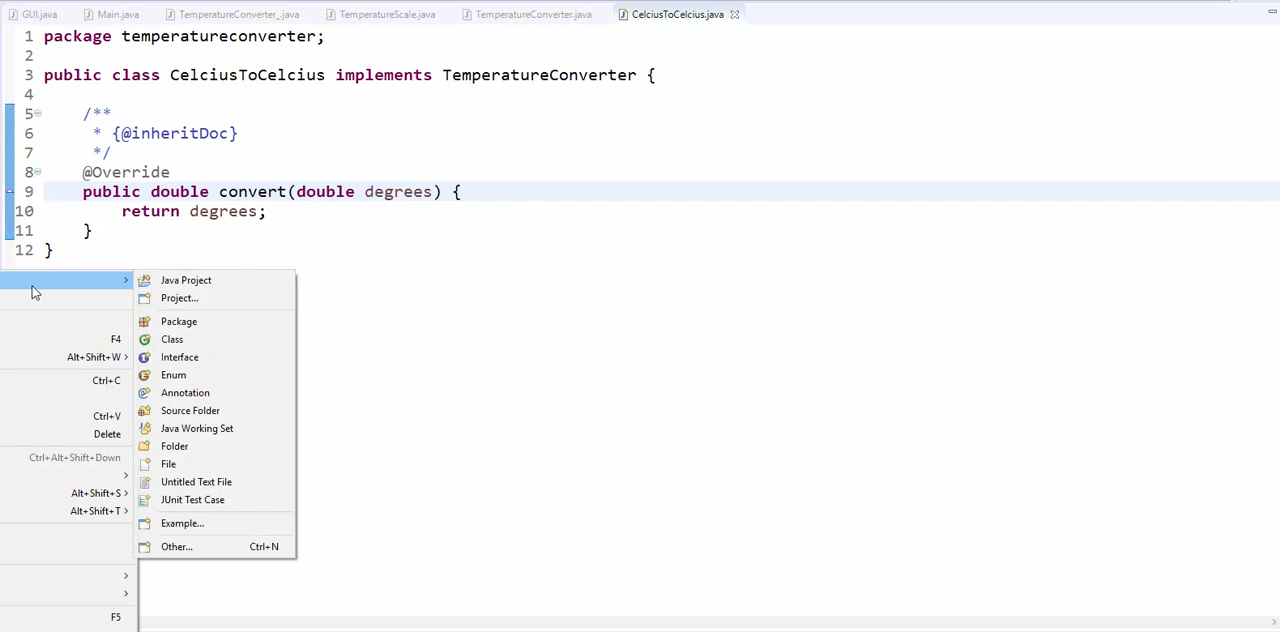 GUI.java Main.java TemperatureConverter_.java TemperatureScale.java TemperatureConverter.java CelciusToCelcius.java
1 package temperatureconverter;
2
3 public class CelciusToCelcius implements TemperatureConverter {
4
5 /**
6 * {@inheritDoc}
7 */
8 @Override
9 public double convert(double degrees) {
10 return degrees;
11 }
12 }
Java Project
Project...
Package
F4 Class
Alt+Shift+W Interface
Enum
Ctrl+C
Annotation
Source Folder
Ctrl+V
Java Working Set
Delete
Folder
Ctrl+Alt+Shift+Down
File
Untitled Text File
Alt+Shift+S
JUnit Test Case
Alt+Shift+T
Example...
Other... Ctrl+N
F5